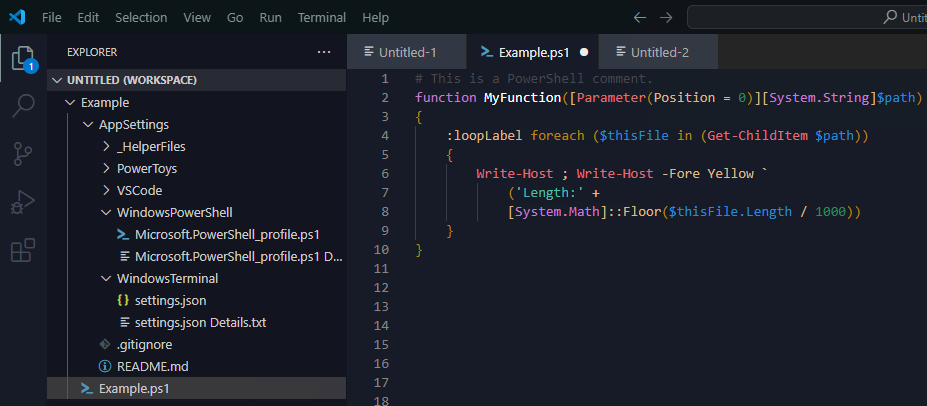 File Edit Selection View Go Run Terminal Help
Untit
EXPLORER
Untitled-1
Example.ps1
Untitled-2
1
UNTITLED (WORKSPACE)
Example
AppSettings
_HelperFiles
PowerToys
VSCode
WindowsPowerShell
Microsoft.PowerShell_profile.ps1
Microsoft.PowerShell_profile.ps1 D...
WindowsTerminal
{} settings.json
settings.json Details.txt
.gitignore
README.md
Example.ps1
1 # This is a PowerShell comment.
2 function MyFunction([Parameter(Position = 0)][System.String]$path)
3 {
4 :loopLabel foreach ($thisFile in (Get-ChildItem $path))
5 {
6 Write-Host ; Write-Host -Fore Yellow `
7 ('Length:' +
8 [System.Math]::Floor($thisFile.Length / 1000))
9 }
10 }
11
12
13
14
15
16
17
18